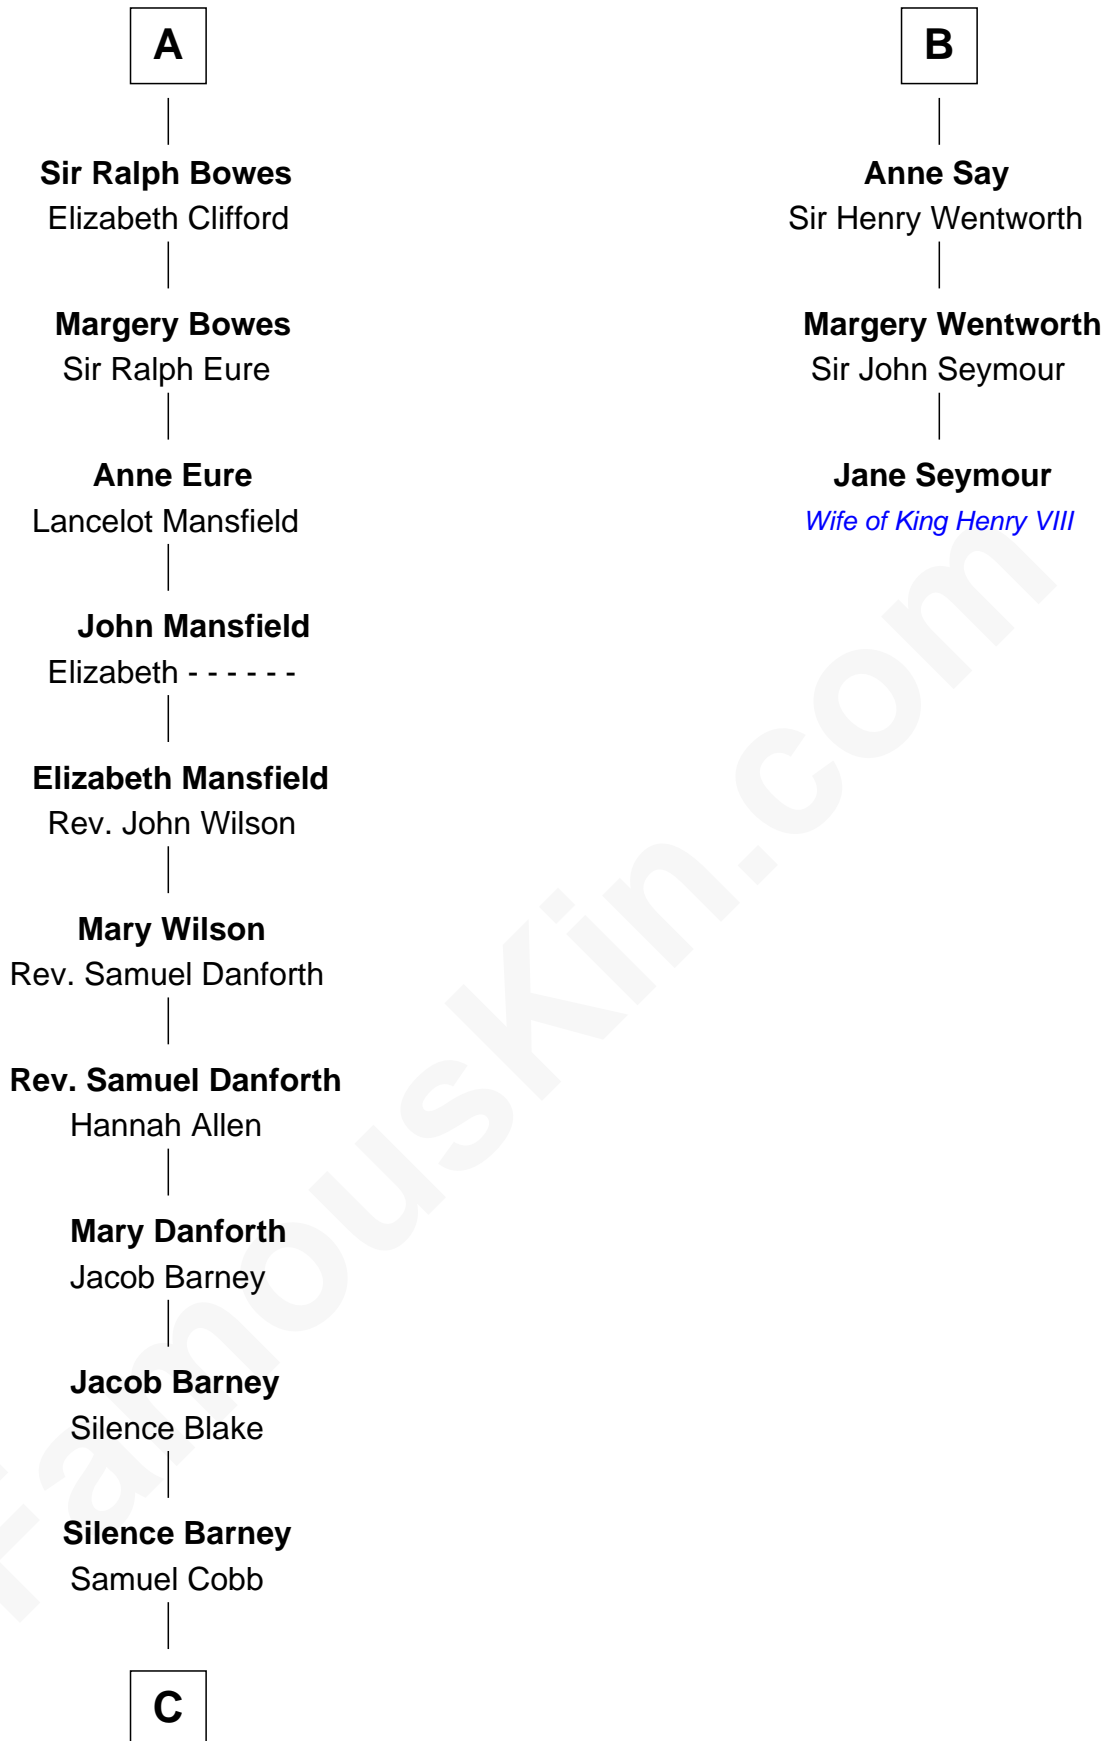 A
Sir Ralph Bowes
Elizabeth Clifford
Margery Bowes
Sir Ralph Eure
Anne Eure
Lancelot Mansfield
John Mansfield
Elizabeth - - - - - -
Elizabeth Mansfield
Rev. John Wilson
Mary Wilson
Rev. Samuel Danforth
Rev. Samuel Danforth
Hannah Allen
Mary Danforth
Jacob Barney
Jacob Barney
Silence Blake
Silence Barney
Samuel Cobb
C
B
Anne Say
Sir Henry Wentworth
Margery Wentworth
Sir John Seymour
Jane Seymour
Wife of King Henry VIII
FamousKin.com